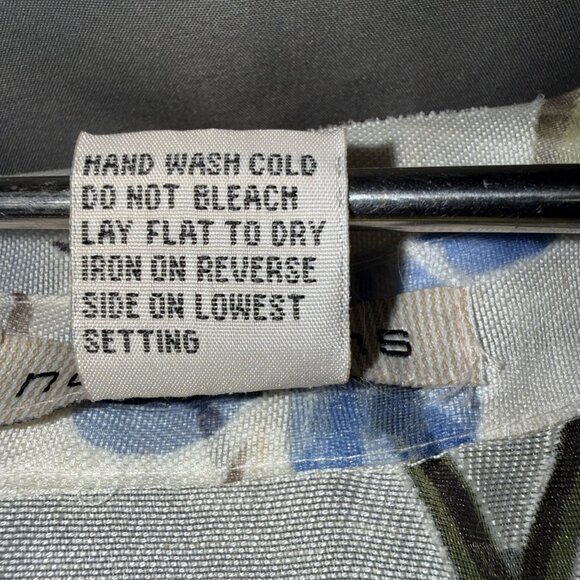 HAND WASH COLD
DO NOT BLEACH
LAY FLAT TO DRY
IRON ON REVERSE
SIDE ON LOWEST
SETTING